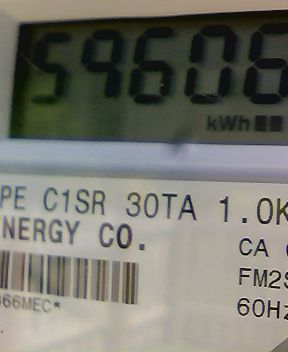 59606
kWh
PE C1SR 30TA 1.0K
NERGY CO.
CA
FM2S
66MEC*
60Hz